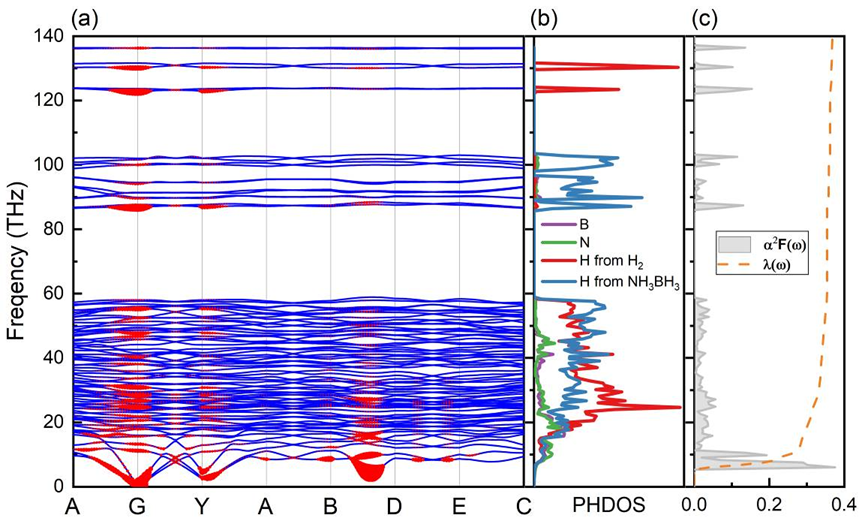 (a)
(b)
(c)
Freqency (THz)
140
120
100
80
60
40
20
0
A G Y A B D E C
B
N
H from H₂
H from NH₃BH₃
PHDOS
α²F(ω)
λ(ω)
0.0 0.2 0.4